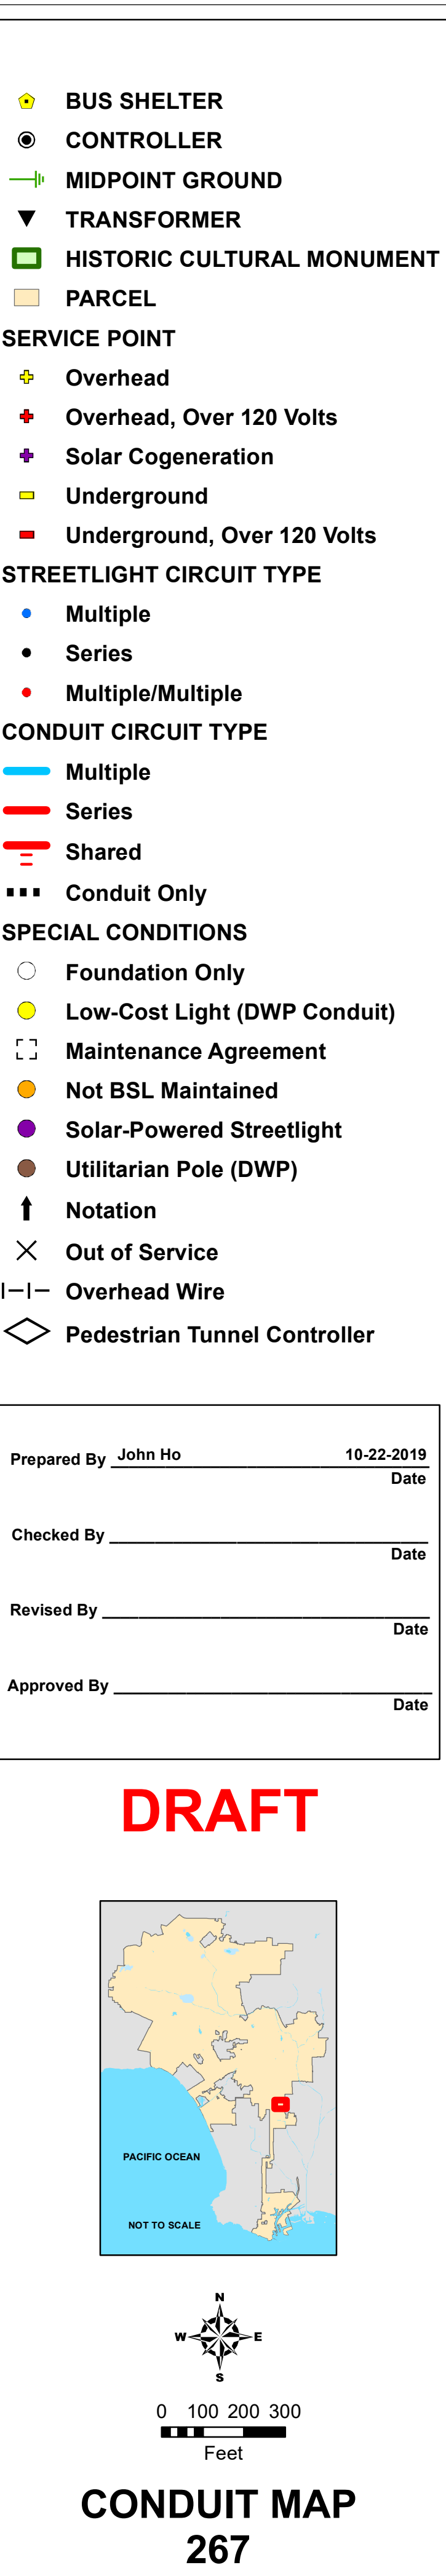 BUS SHELTER
CONTROLLER
MIDPOINT GROUND
TRANSFORMER
HISTORIC CULTURAL MONUMENT
PARCEL
SERVICE POINT
Overhead
Overhead, Over 120 Volts
Solar Cogeneration
Underground
Underground, Over 120 Volts
STREETLIGHT CIRCUIT TYPE
Multiple
Series
Multiple/Multiple
CONDUIT CIRCUIT TYPE
Multiple
Series
Shared
Conduit Only
SPECIAL CONDITIONS
Foundation Only
Low-Cost Light (DWP Conduit)
Maintenance Agreement
Not BSL Maintained
Solar-Powered Streetlight
Utilitarian Pole (DWP)
Notation
Out of Service
Overhead Wire
Pedestrian Tunnel Controller
Prepared By John Ho 10-22-2019
Date
Checked By
Date
Revised By
Date
Approved By
Date
DRAFT
PACIFIC OCEAN
NOT TO SCALE
N
W E
S
0 100 200 300
Feet
CONDUIT MAP
267